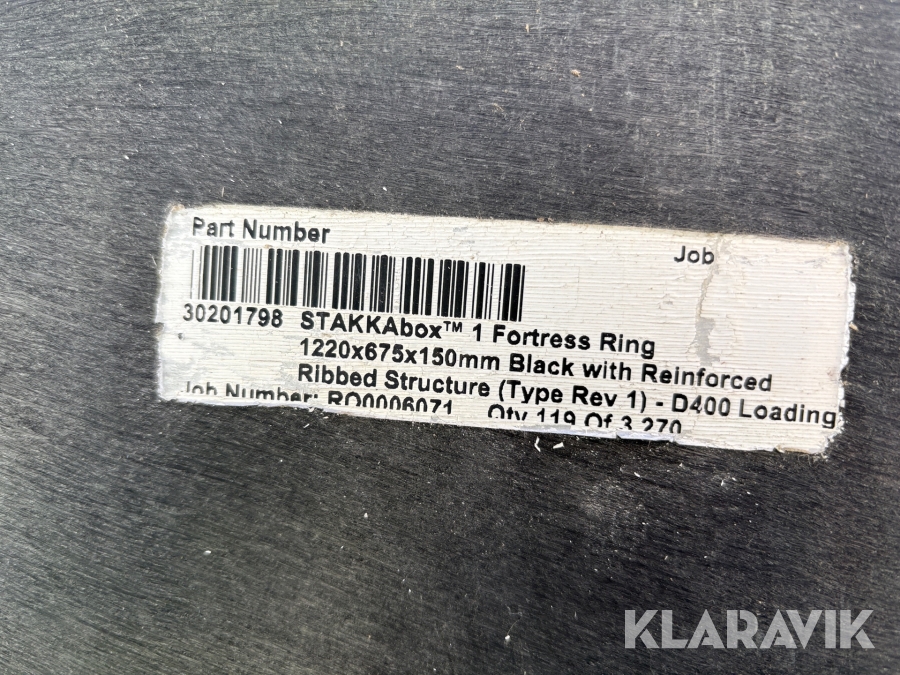 Part Number
Job
30201798 STAKKAbox™ 1 Fortress Ring
1220x675x150mm Black with Reinforced
Ribbed Structure (Type Rev 1) - D400 Loading
Job Number: RO0006071 Qty 119 Of 3,270
KLARAVIK